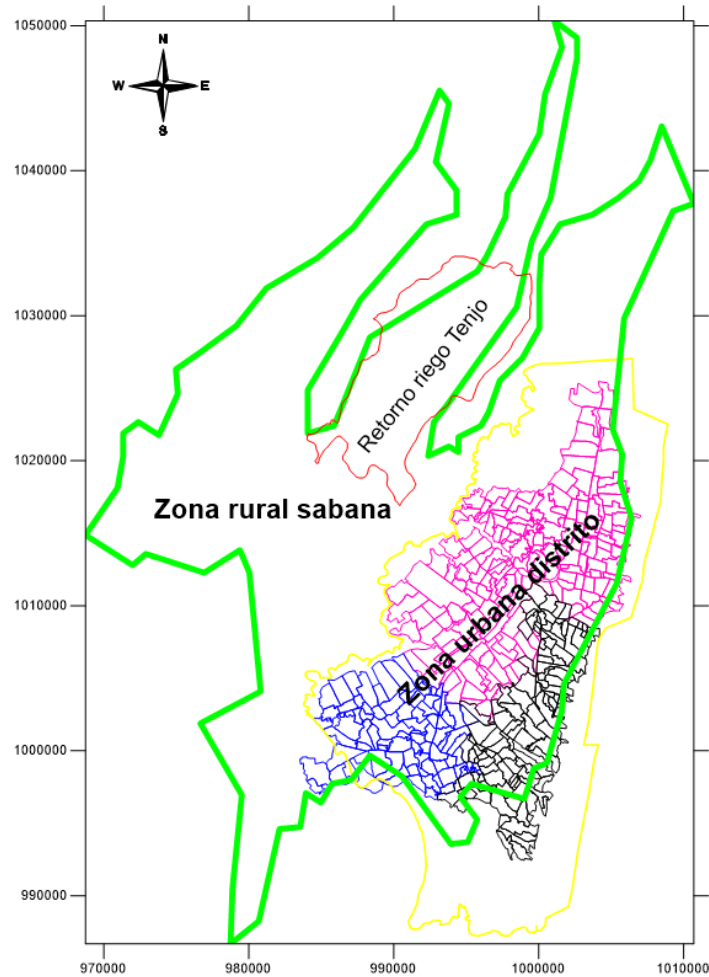 1050000
N
W E
S
1040000
1030000
Retorno riego Tenjo
1020000
Zona rural sabana
Zona urbana distrito
1010000
1000000
990000
970000 980000 990000 1000000 1010000